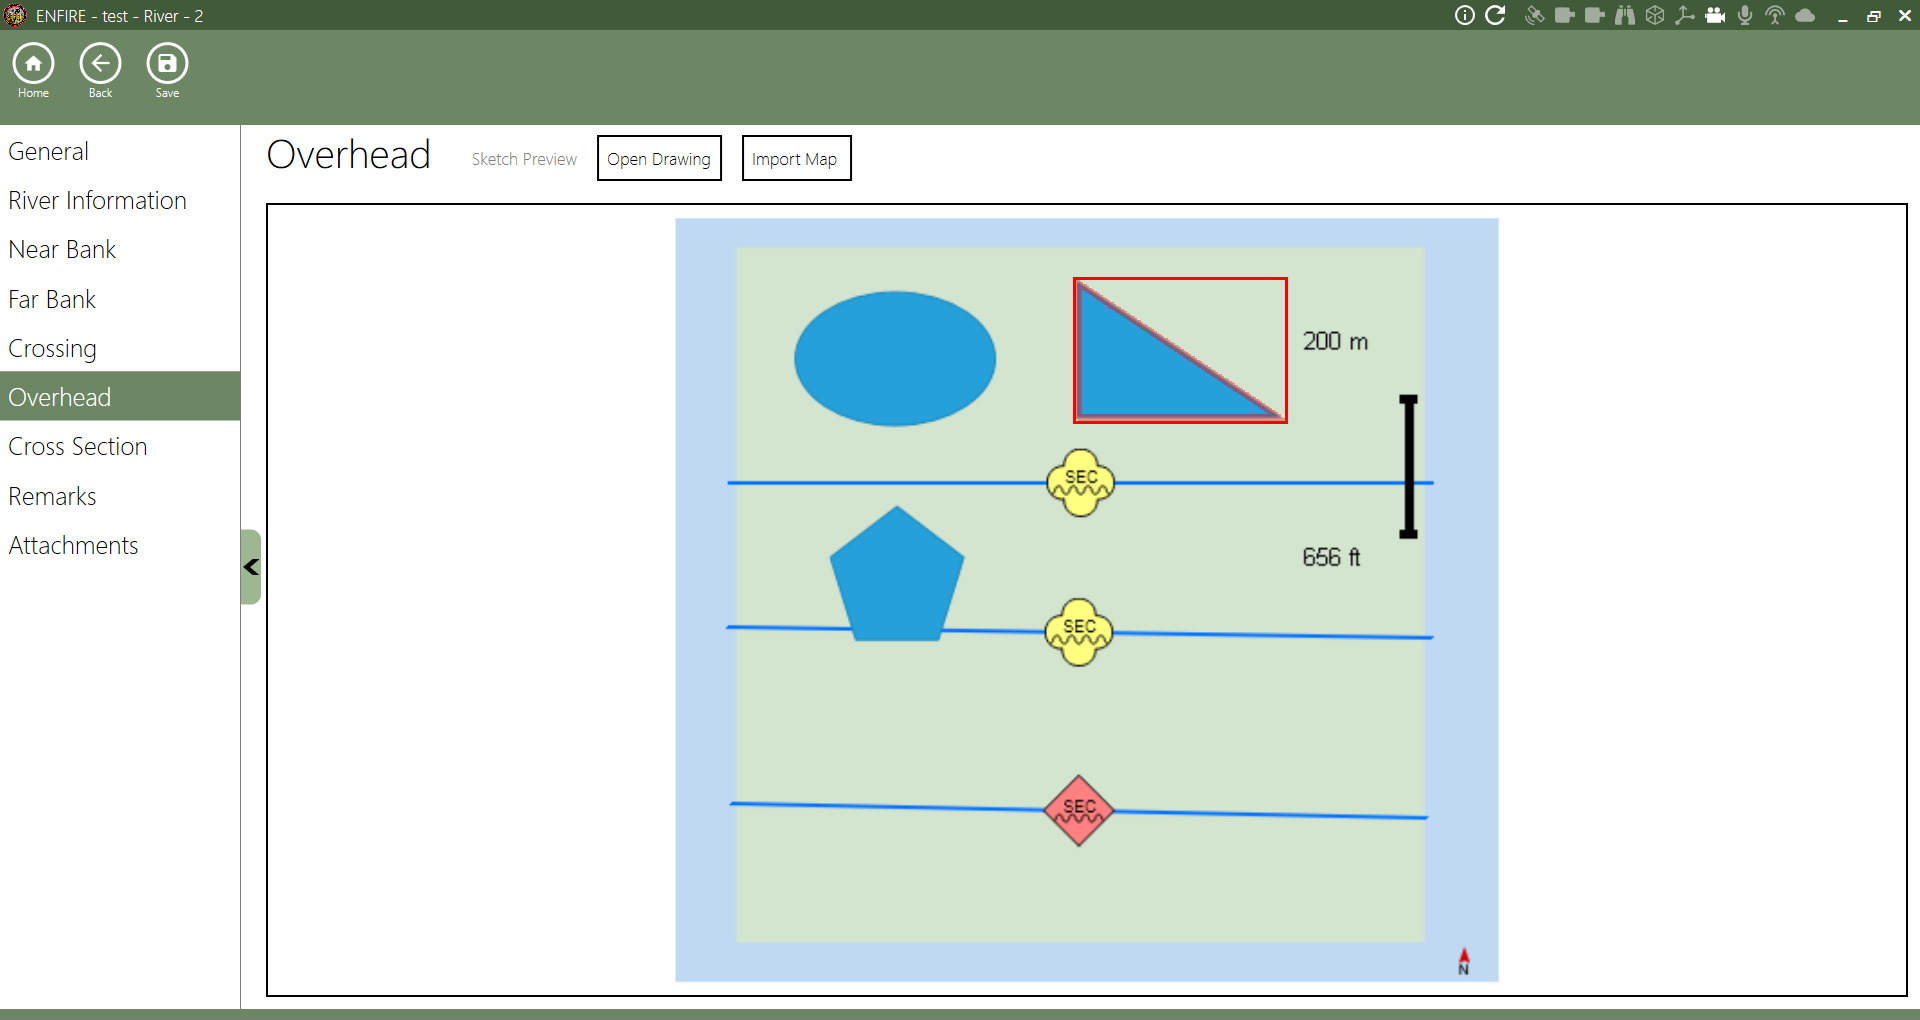 ENFIRE - test - River - 2
Home
Back
Save
General
River Information
Near Bank
Far Bank
Crossing
Overhead
Cross Section
Remarks
Attachments
Overhead
Sketch Preview
Open Drawing
Import Map
200 m
SEC
656 ft
SEC
SEC
N